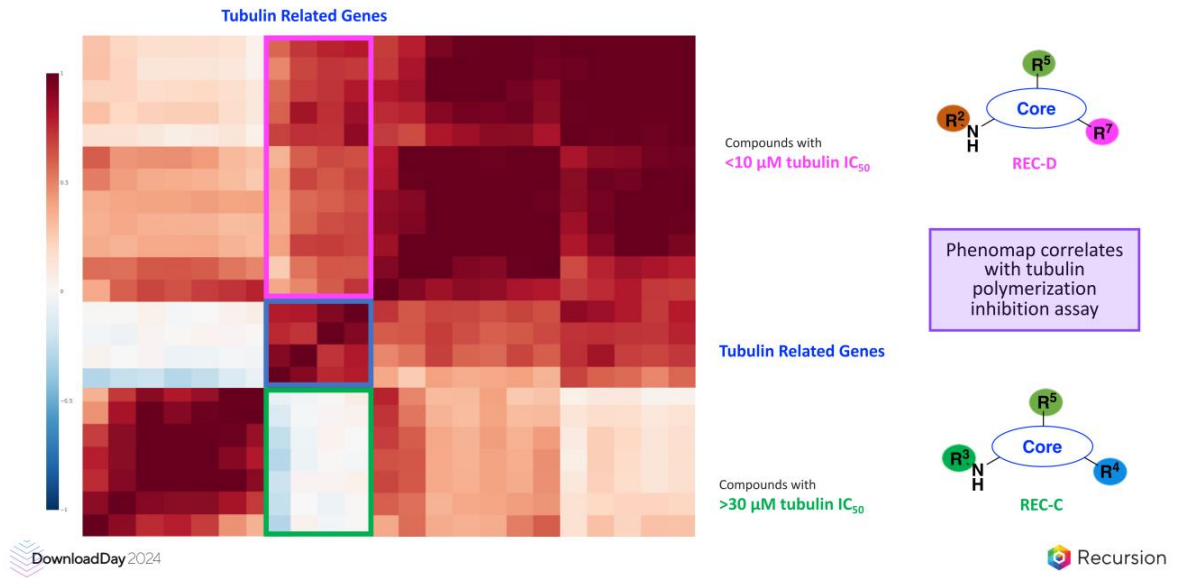 Tubulin Related Genes
1
0.5
0
−0.5
−1
Compounds with
<10 µM tubulin IC₅₀
R⁵
Core
R²
N
H
R⁷
REC-D
Phenomap correlates
with tubulin
polymerization
inhibition assay
Tubulin Related Genes
Compounds with
>30 µM tubulin IC₅₀
R⁵
Core
R³
N
H
R⁴
REC-C
DownloadDay 2024
Recursion